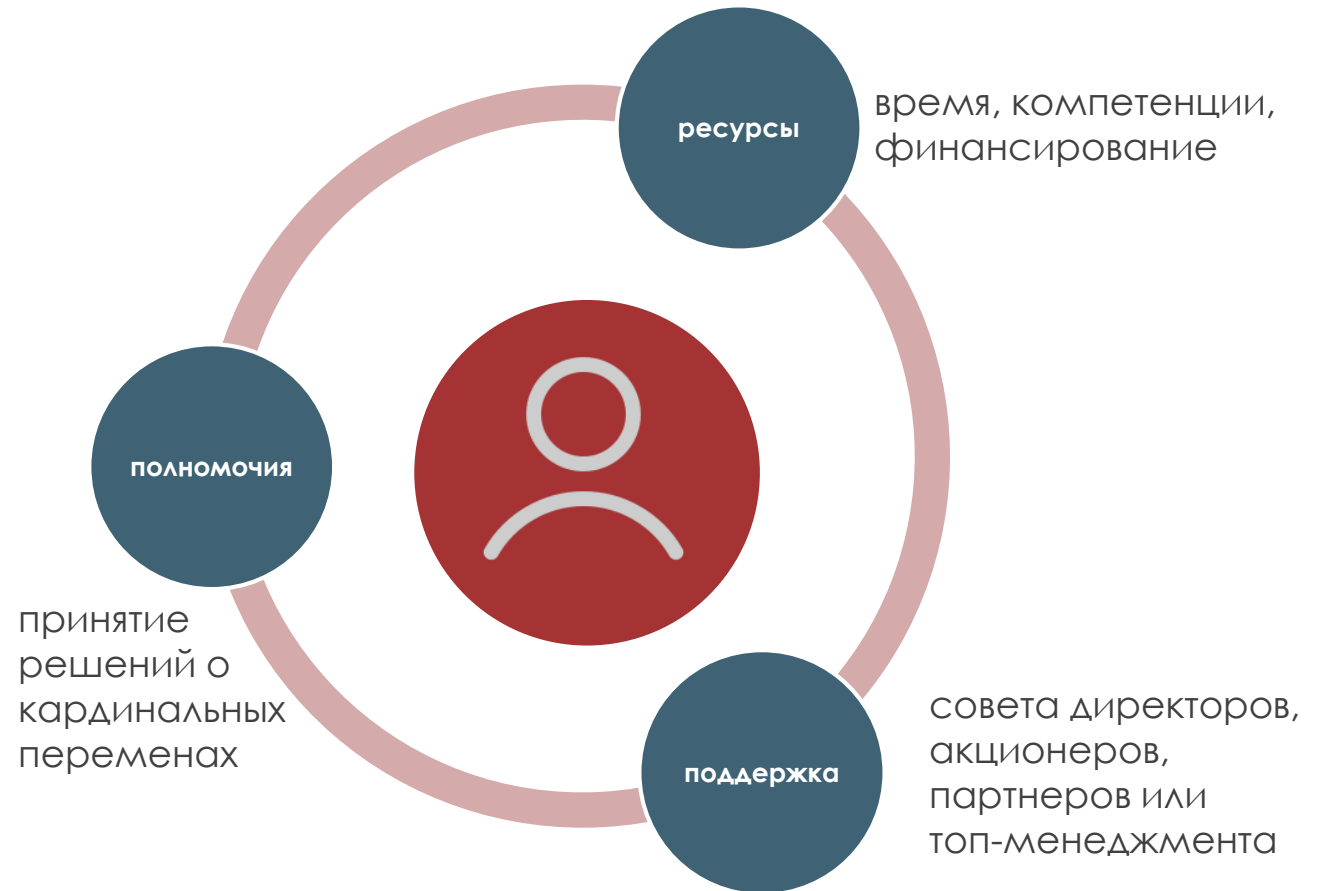 ресурсы
время, компетенции,
финансирование
полномочия
принятие
решений о
кардинальных
переменах
поддержка
совета директоров,
акционеров,
партнеров или
топ-менеджмента